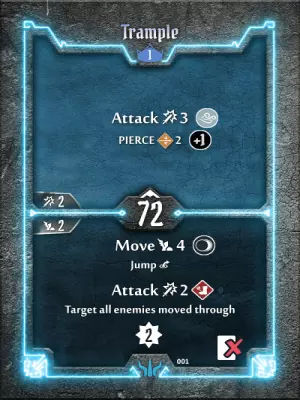 Trample
1
Attack 3
PIERCE 2 +1
2
72
2
Move 4
Jump
Attack 2
Target all enemies moved through
2
001